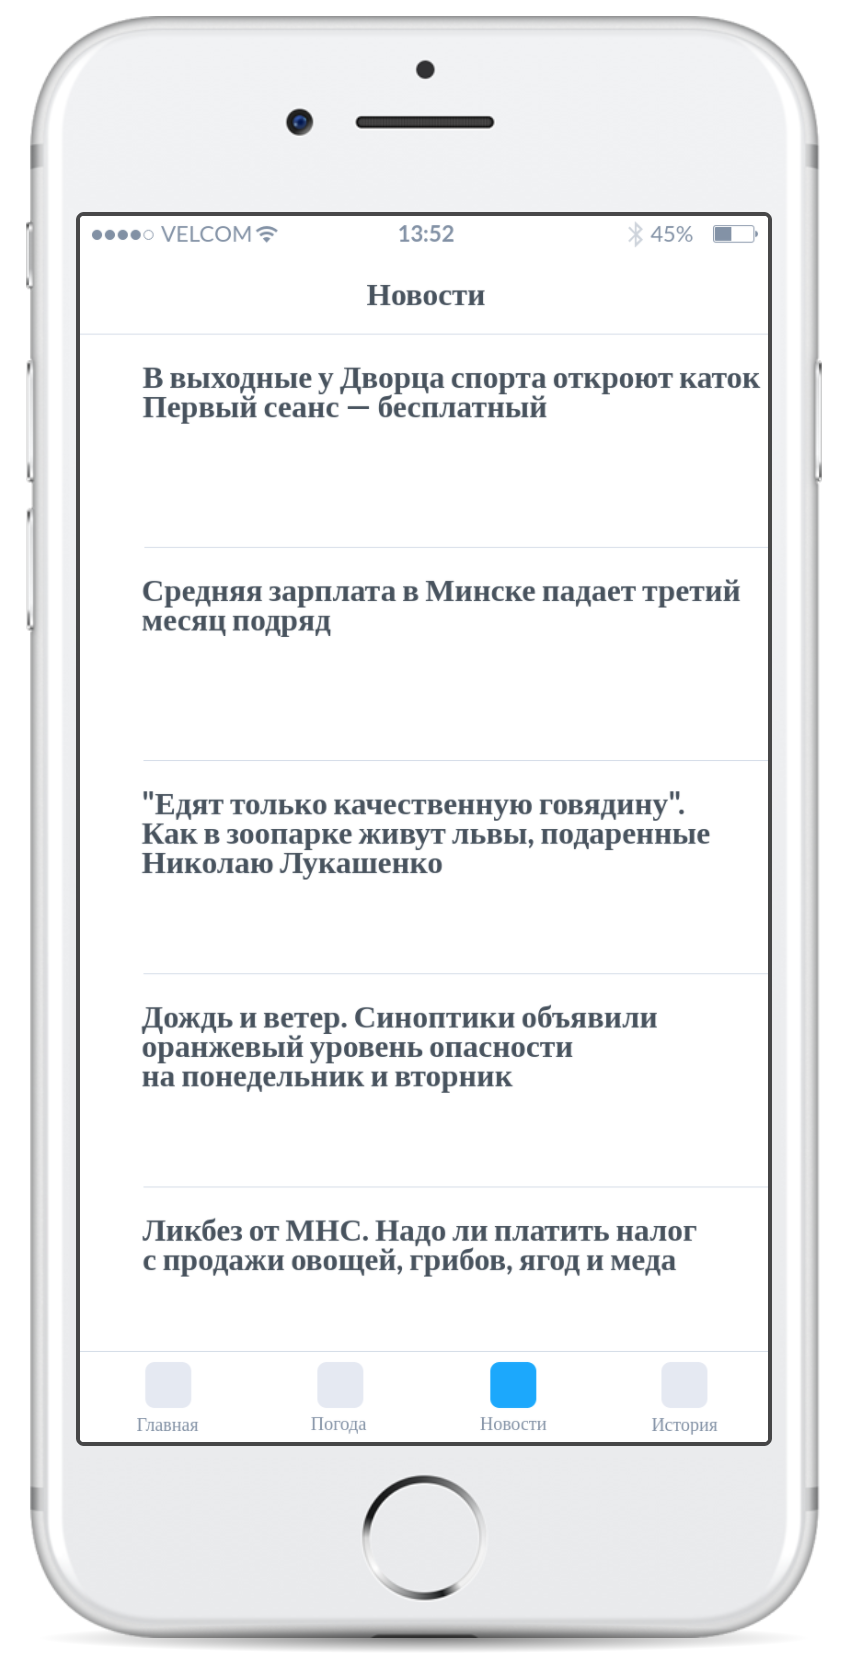 VELCOM 13:52 45%
Новости
В выходные у Дворца спорта откроют каток
Первый сеанс — бесплатный
Средняя зарплата в Минске падает третий
месяц подряд
"Едят только качественную говядину".
Как в зоопарке живут львы, подаренные
Николаю Лукашенко
Дождь и ветер. Синоптики объявили
оранжевый уровень опасности
на понедельник и вторник
Ликбез от МНС. Надо ли платить налог
с продажи овощей, грибов, ягод и меда
Главная Погода Новости История